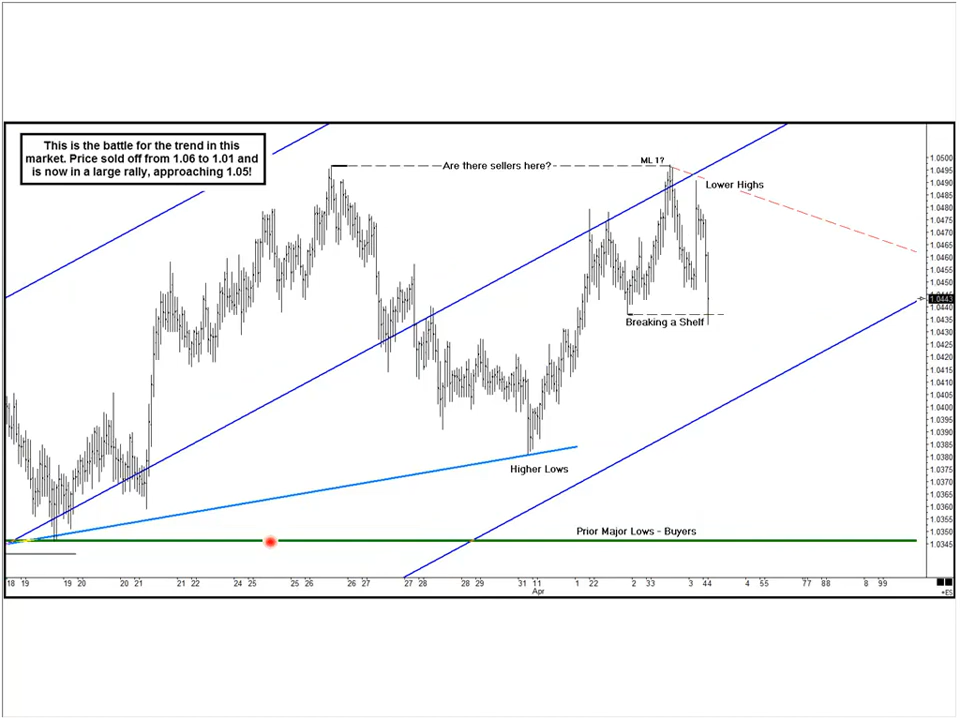 This is the battle for the trend in this
market. Price sold off from 1.06 to 1.01 and
is now in a large rally, approaching 1.05!
Are there sellers here?
ML 1?
Lower Highs
Breaking a Shelf
Higher Lows
Prior Major Lows - Buyers
1.0500
1.0495
1.0490
1.0480
1.0475
1.0470
1.0465
1.0460
1.0455
1.0450
1.0443
1.0440
1.0435
1.0430
1.0425
1.0420
1.0415
1.0410
1.0405
1.0400
1.0395
1.0390
1.0385
1.0380
1.0375
1.0370
1.0365
1.0360
1.0355
1.0350
1.0345
18 19 19 20 20 21 21 22 24 25 25 26 26 27 27 28 28 29 31 11 1 22 2 33 3 44 4 55 77 88 8 99
Apr